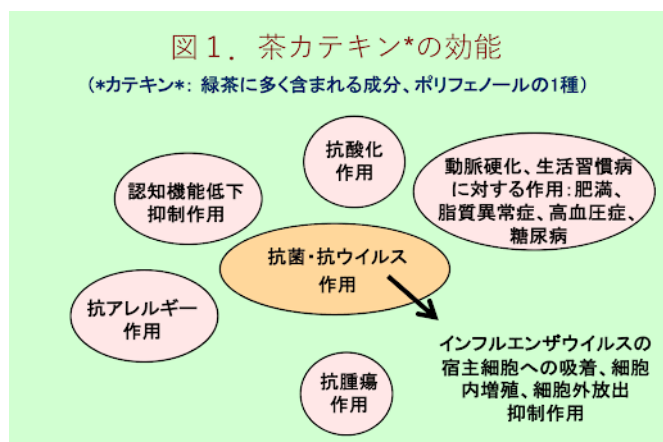 図１．茶カテキン*の効能
（*カテキン*：緑茶に多く含まれる成分、ポリフェノールの1種）
抗酸化
作用
動脈硬化、生活習慣病
に対する作用：肥満、
脂質異常症、高血圧症、
糖尿病
認知機能低下
抑制作用
抗菌・抗ウイルス
作用
抗アレルギー
作用
インフルエンザウイルスの
宿主細胞への吸着、細胞
内増殖、細胞外放出
抑制作用
抗腫瘍
作用